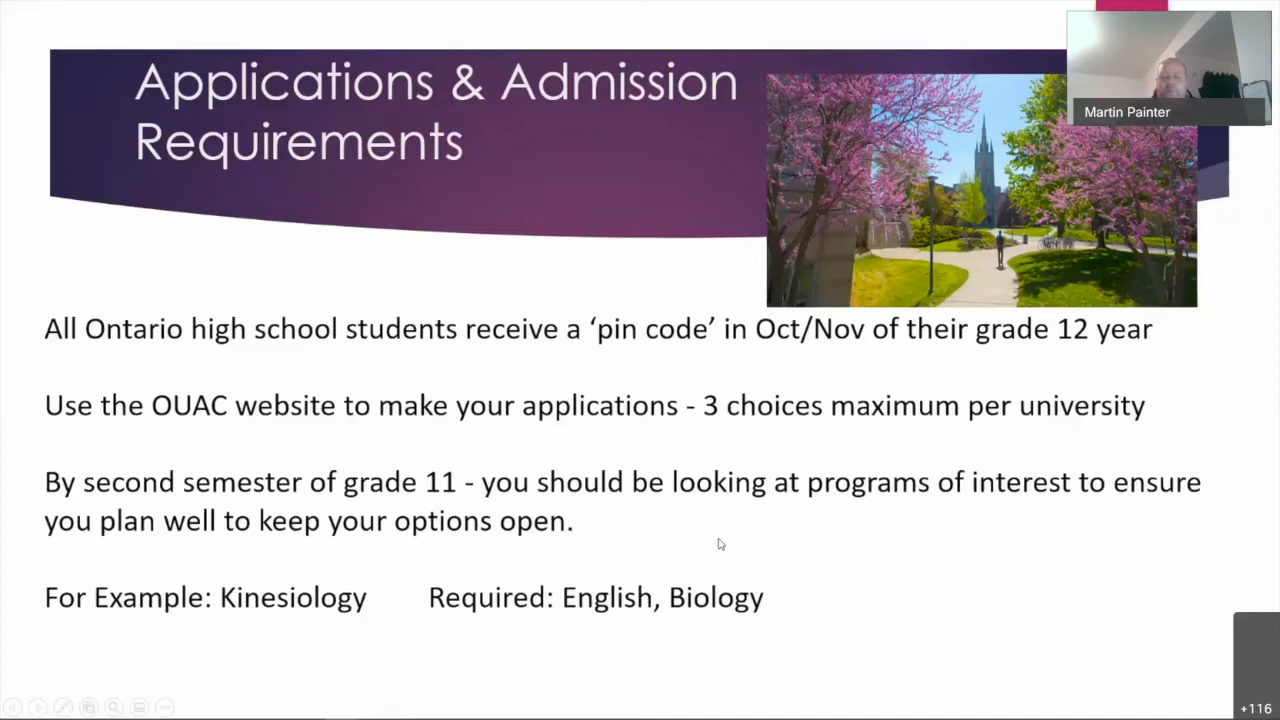 Applications & Admission
Requirements
Martin Painter
All Ontario high school students receive a ‘pin code’ in Oct/Nov of their grade 12 year
Use the OUAC website to make your applications - 3 choices maximum per university
By second semester of grade 11 - you should be looking at programs of interest to ensure
you plan well to keep your options open.
For Example: Kinesiology Required: English, Biology
+116